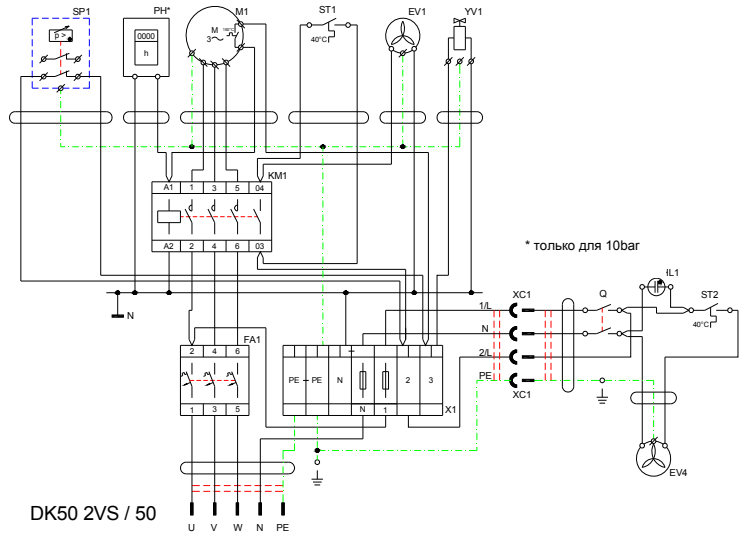 SP1 PH* M1 ST1 EV1 YV1
p > 0000 h M 3~ 40°C
KM1
A1 1 3 5 04
A2 2 4 6 03
* только для 10bar
N
1/L XC1 Q HL1 ST2
40°C
N
2/L
PE
XC1
FA1
2 4 6
PE PE N 2 3
1 3 5
N 1 X1
EV4
DK50 2VS / 50
U V W N PE